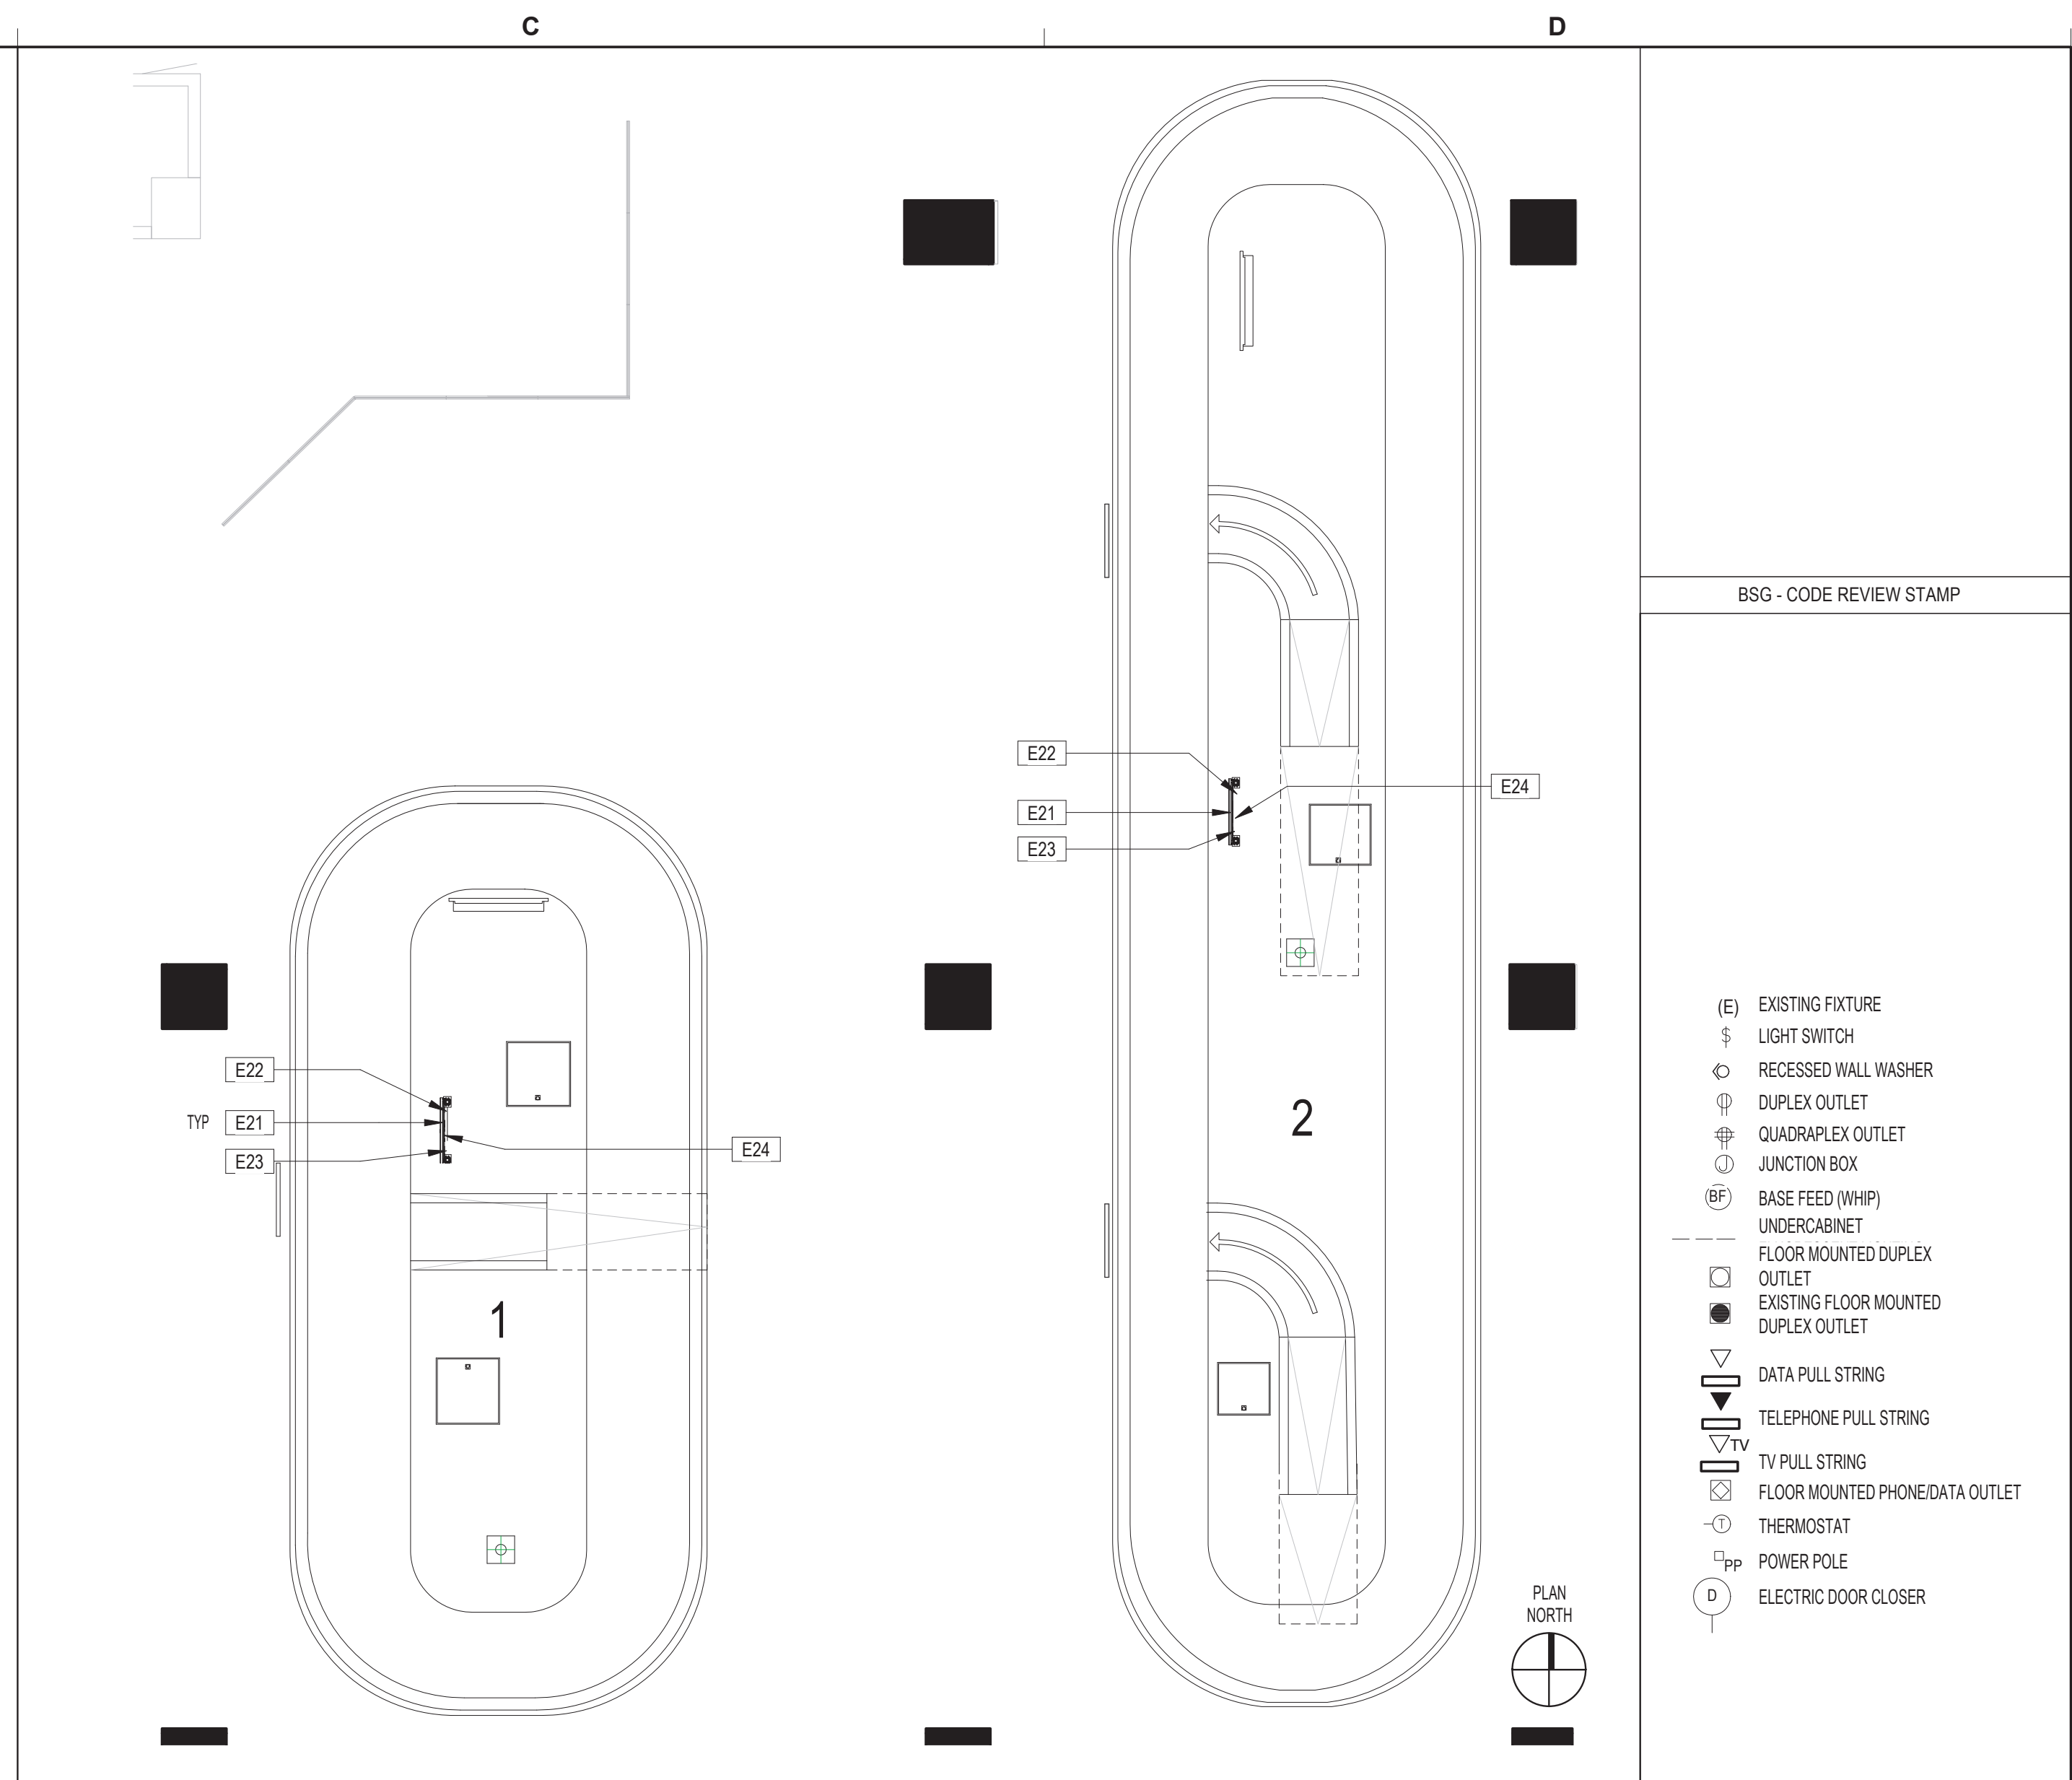 C
D
BSG - CODE REVIEW STAMP
E22
E21
E23
E24
TYP
E22
E21
E23
E24
1
2
PLAN
NORTH
(E) EXISTING FIXTURE
$ LIGHT SWITCH
RECESSED WALL WASHER
DUPLEX OUTLET
QUADRAPLEX OUTLET
J JUNCTION BOX
BF BASE FEED (WHIP)
UNDERCABINET
FLOOR MOUNTED DUPLEX
OUTLET
EXISTING FLOOR MOUNTED
DUPLEX OUTLET
DATA PULL STRING
TELEPHONE PULL STRING
TV
TV PULL STRING
FLOOR MOUNTED PHONE/DATA OUTLET
T THERMOSTAT
PP POWER POLE
D ELECTRIC DOOR CLOSER